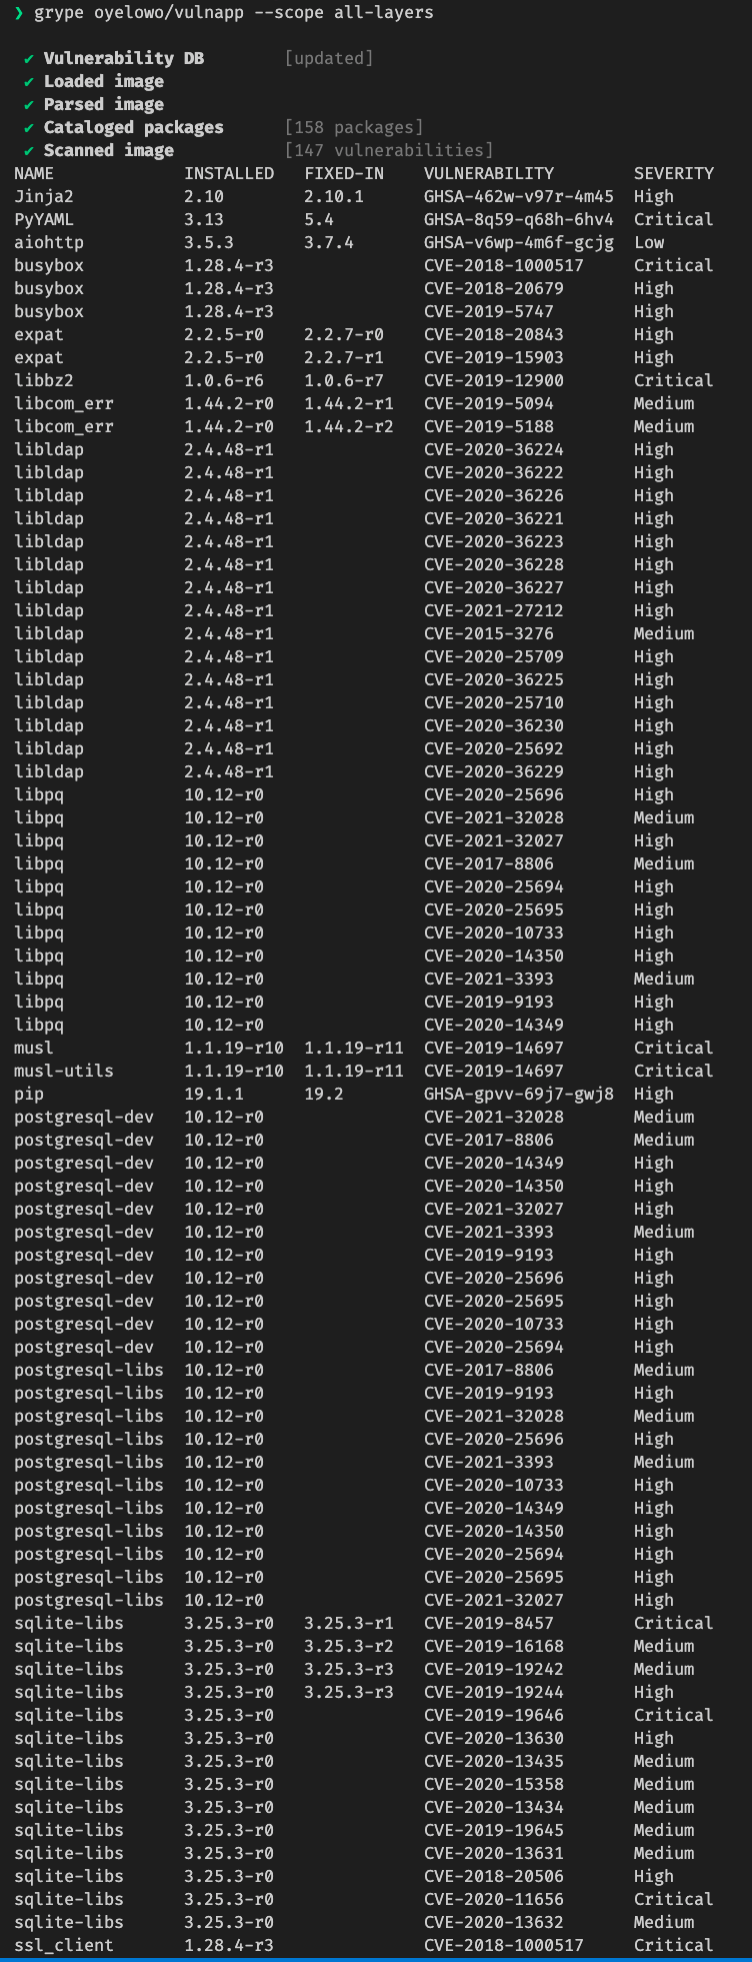 ❯ grype oyelowo/vulnapp --scope all-layers
✔ Vulnerability DB [updated]
✔ Loaded image
✔ Parsed image
✔ Cataloged packages [158 packages]
✔ Scanned image [147 vulnerabilities]
NAME INSTALLED FIXED-IN VULNERABILITY SEVERITY
Jinja2 2.10 2.10.1 GHSA-462w-v97r-4m45 High
PyYAML 3.13 5.4 GHSA-8q59-q68h-6hv4 Critical
aiohttp 3.5.3 3.7.4 GHSA-v6wp-4m6f-gcjg Low
busybox 1.28.4-r3 CVE-2018-1000517 Critical
busybox 1.28.4-r3 CVE-2018-20679 High
busybox 1.28.4-r3 CVE-2019-5747 High
expat 2.2.5-r0 2.2.7-r0 CVE-2018-20843 High
expat 2.2.5-r0 2.2.7-r1 CVE-2019-15903 High
libbz2 1.0.6-r6 1.0.6-r7 CVE-2019-12900 Critical
libcom_err 1.44.2-r0 1.44.2-r1 CVE-2019-5094 Medium
libcom_err 1.44.2-r0 1.44.2-r2 CVE-2019-5188 Medium
libldap 2.4.48-r1 CVE-2020-36224 High
libldap 2.4.48-r1 CVE-2020-36222 High
libldap 2.4.48-r1 CVE-2020-36226 High
libldap 2.4.48-r1 CVE-2020-36221 High
libldap 2.4.48-r1 CVE-2020-36223 High
libldap 2.4.48-r1 CVE-2020-36228 High
libldap 2.4.48-r1 CVE-2020-36227 High
libldap 2.4.48-r1 CVE-2021-27212 High
libldap 2.4.48-r1 CVE-2015-3276 Medium
libldap 2.4.48-r1 CVE-2020-25709 High
libldap 2.4.48-r1 CVE-2020-36225 High
libldap 2.4.48-r1 CVE-2020-25710 High
libldap 2.4.48-r1 CVE-2020-36230 High
libldap 2.4.48-r1 CVE-2020-25692 High
libldap 2.4.48-r1 CVE-2020-36229 High
libpq 10.12-r0 CVE-2020-25696 High
libpq 10.12-r0 CVE-2021-32028 Medium
libpq 10.12-r0 CVE-2021-32027 High
libpq 10.12-r0 CVE-2017-8806 Medium
libpq 10.12-r0 CVE-2020-25694 High
libpq 10.12-r0 CVE-2020-25695 High
libpq 10.12-r0 CVE-2020-10733 High
libpq 10.12-r0 CVE-2020-14350 High
libpq 10.12-r0 CVE-2021-3393 Medium
libpq 10.12-r0 CVE-2019-9193 High
libpq 10.12-r0 CVE-2020-14349 High
musl 1.1.19-r10 1.1.19-r11 CVE-2019-14697 Critical
musl-utils 1.1.19-r10 1.1.19-r11 CVE-2019-14697 Critical
pip 19.1.1 19.2 GHSA-gpvv-69j7-gwj8 High
postgresql-dev 10.12-r0 CVE-2021-32028 Medium
postgresql-dev 10.12-r0 CVE-2017-8806 Medium
postgresql-dev 10.12-r0 CVE-2020-14349 High
postgresql-dev 10.12-r0 CVE-2020-14350 High
postgresql-dev 10.12-r0 CVE-2021-32027 High
postgresql-dev 10.12-r0 CVE-2021-3393 Medium
postgresql-dev 10.12-r0 CVE-2019-9193 High
postgresql-dev 10.12-r0 CVE-2020-25696 High
postgresql-dev 10.12-r0 CVE-2020-25695 High
postgresql-dev 10.12-r0 CVE-2020-10733 High
postgresql-dev 10.12-r0 CVE-2020-25694 High
postgresql-libs 10.12-r0 CVE-2017-8806 Medium
postgresql-libs 10.12-r0 CVE-2019-9193 High
postgresql-libs 10.12-r0 CVE-2021-32028 Medium
postgresql-libs 10.12-r0 CVE-2020-25696 High
postgresql-libs 10.12-r0 CVE-2021-3393 Medium
postgresql-libs 10.12-r0 CVE-2020-10733 High
postgresql-libs 10.12-r0 CVE-2020-14349 High
postgresql-libs 10.12-r0 CVE-2020-14350 High
postgresql-libs 10.12-r0 CVE-2020-25694 High
postgresql-libs 10.12-r0 CVE-2020-25695 High
postgresql-libs 10.12-r0 CVE-2021-32027 High
sqlite-libs 3.25.3-r0 3.25.3-r1 CVE-2019-8457 Critical
sqlite-libs 3.25.3-r0 3.25.3-r2 CVE-2019-16168 Medium
sqlite-libs 3.25.3-r0 3.25.3-r3 CVE-2019-19242 Medium
sqlite-libs 3.25.3-r0 3.25.3-r3 CVE-2019-19244 High
sqlite-libs 3.25.3-r0 CVE-2019-19646 Critical
sqlite-libs 3.25.3-r0 CVE-2020-13630 High
sqlite-libs 3.25.3-r0 CVE-2020-13435 Medium
sqlite-libs 3.25.3-r0 CVE-2020-15358 Medium
sqlite-libs 3.25.3-r0 CVE-2020-13434 Medium
sqlite-libs 3.25.3-r0 CVE-2019-19645 Medium
sqlite-libs 3.25.3-r0 CVE-2020-13631 Medium
sqlite-libs 3.25.3-r0 CVE-2018-20506 High
sqlite-libs 3.25.3-r0 CVE-2020-11656 Critical
sqlite-libs 3.25.3-r0 CVE-2020-13632 Medium
ssl_client 1.28.4-r3 CVE-2018-1000517 Critical